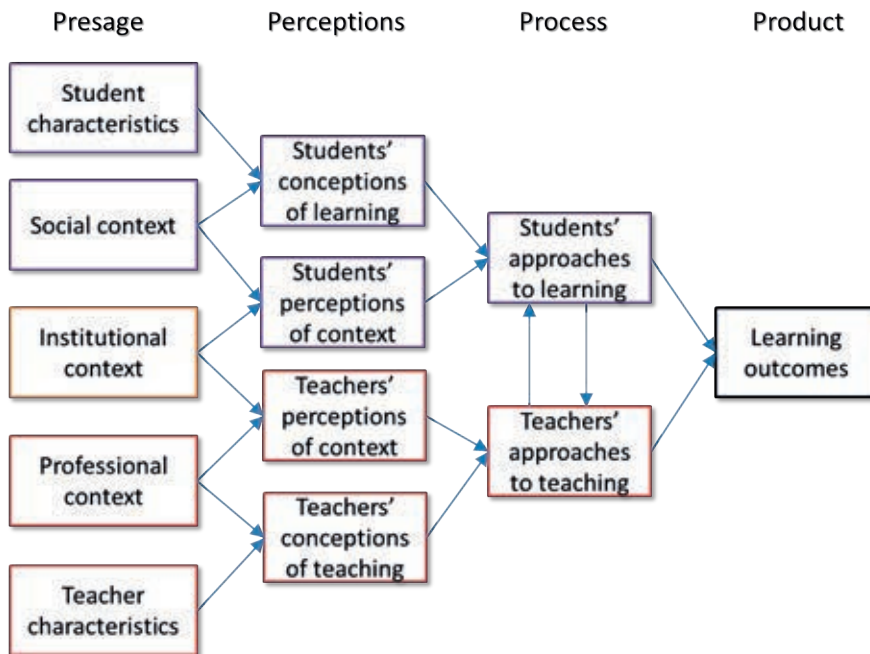 Presage
Perceptions
Process
Product
Student
characteristics
Social context
Institutional
context
Professional
context
Teacher
characteristics
Students’
conceptions
of learning
Students’
perceptions
of context
Teachers’
perceptions
of context
Teachers’
conceptions
of teaching
Students’
approaches
to learning
Teachers’
approaches
to teaching
Learning
outcomes